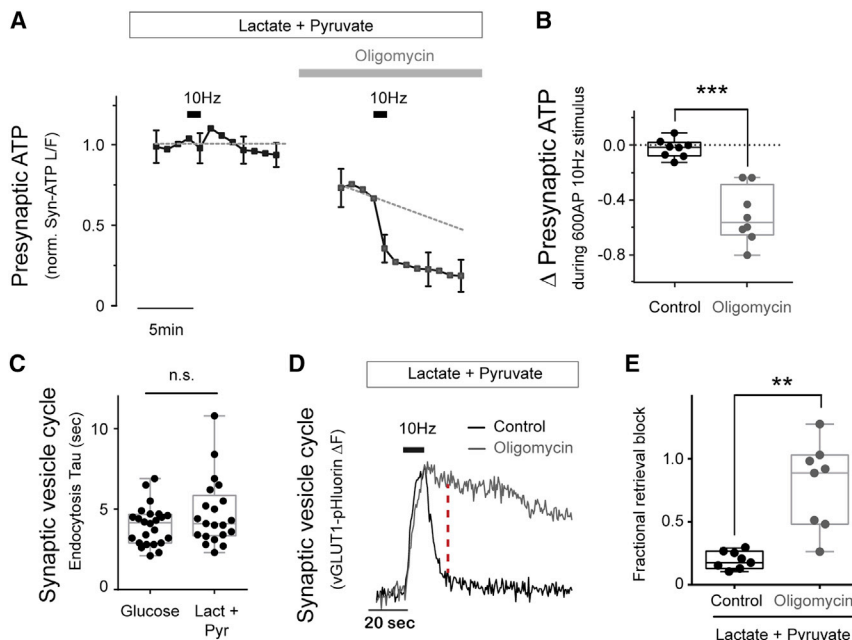 A
Lactate + Pyruvate
Oligomycin
10Hz
10Hz
Presynaptic ATP
(norm. Syn-ATP L/F)
1.0
0.5
0
5min
B
***
Δ Presynaptic ATP
during 600AP 10Hz stimulus
0.0
-0.4
-0.8
Control
Oligomycin
C
n.s.
Synaptic vesicle cycle
Endocytosis Tau (sec)
10
5
0
Glucose
Lact +
Pyr
D
Lactate + Pyruvate
10Hz
Control
Oligomycin
Synaptic vesicle cycle
(vGLUT1-pHluorin ΔF)
20 sec
E
**
Fractional retrieval block
1.0
0.5
0
Control
Oligomycin
Lactate + Pyruvate